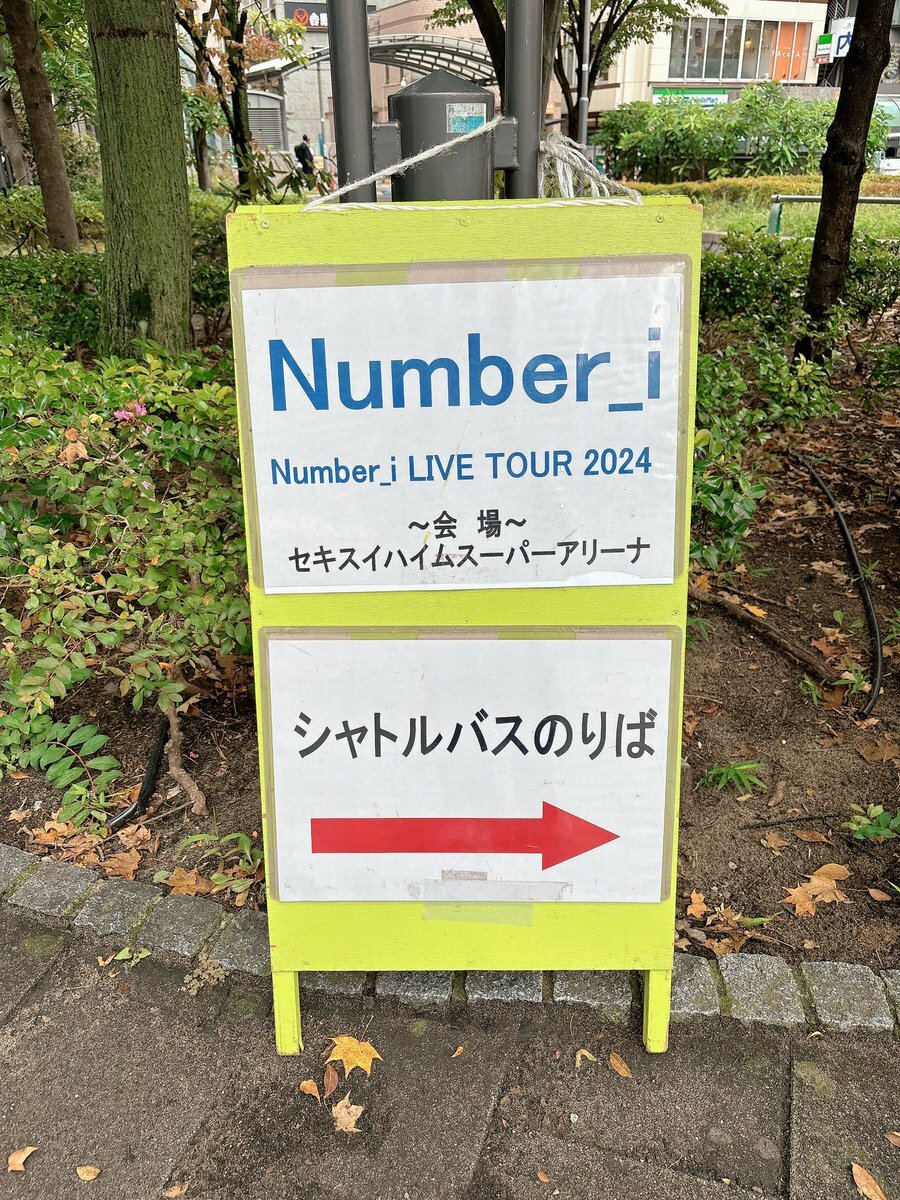 Number_i
Number_i LIVE TOUR 2024
～会　場～
セキスイハイムスーパーアリーナ
シャトルバスのりば
FamilyMart